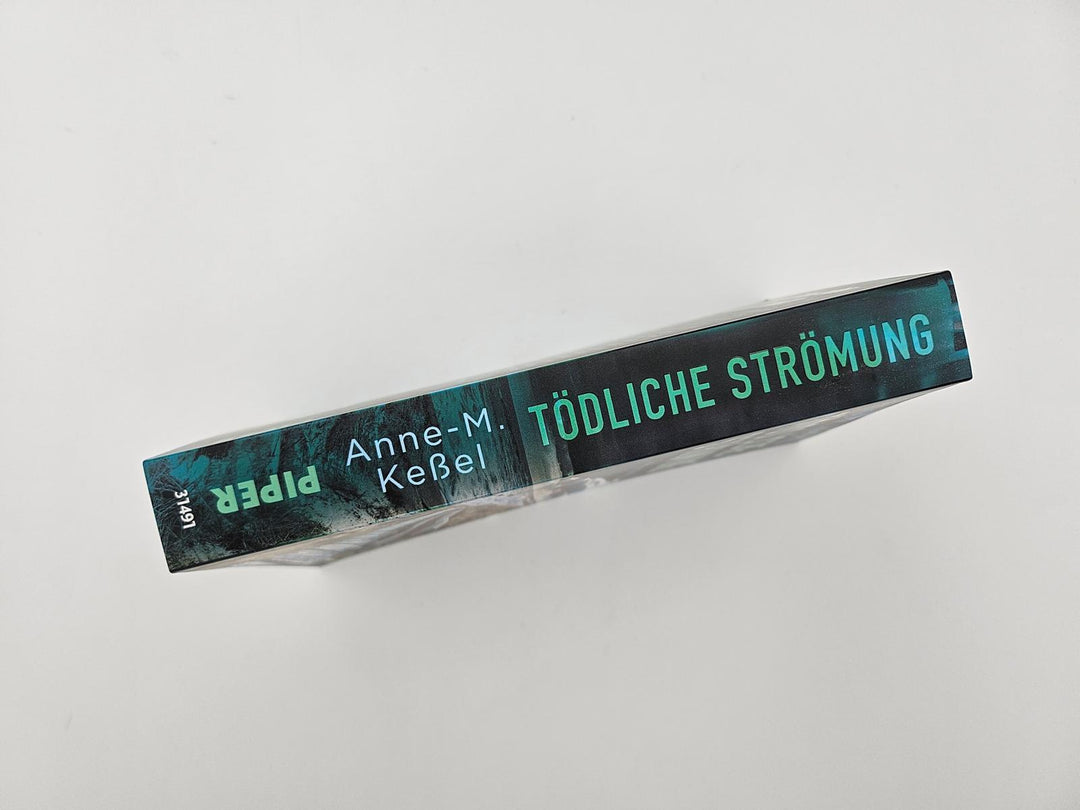 31491
PIPER
Anne-M.
Keßel
TÖDLICHE STRÖMUNG